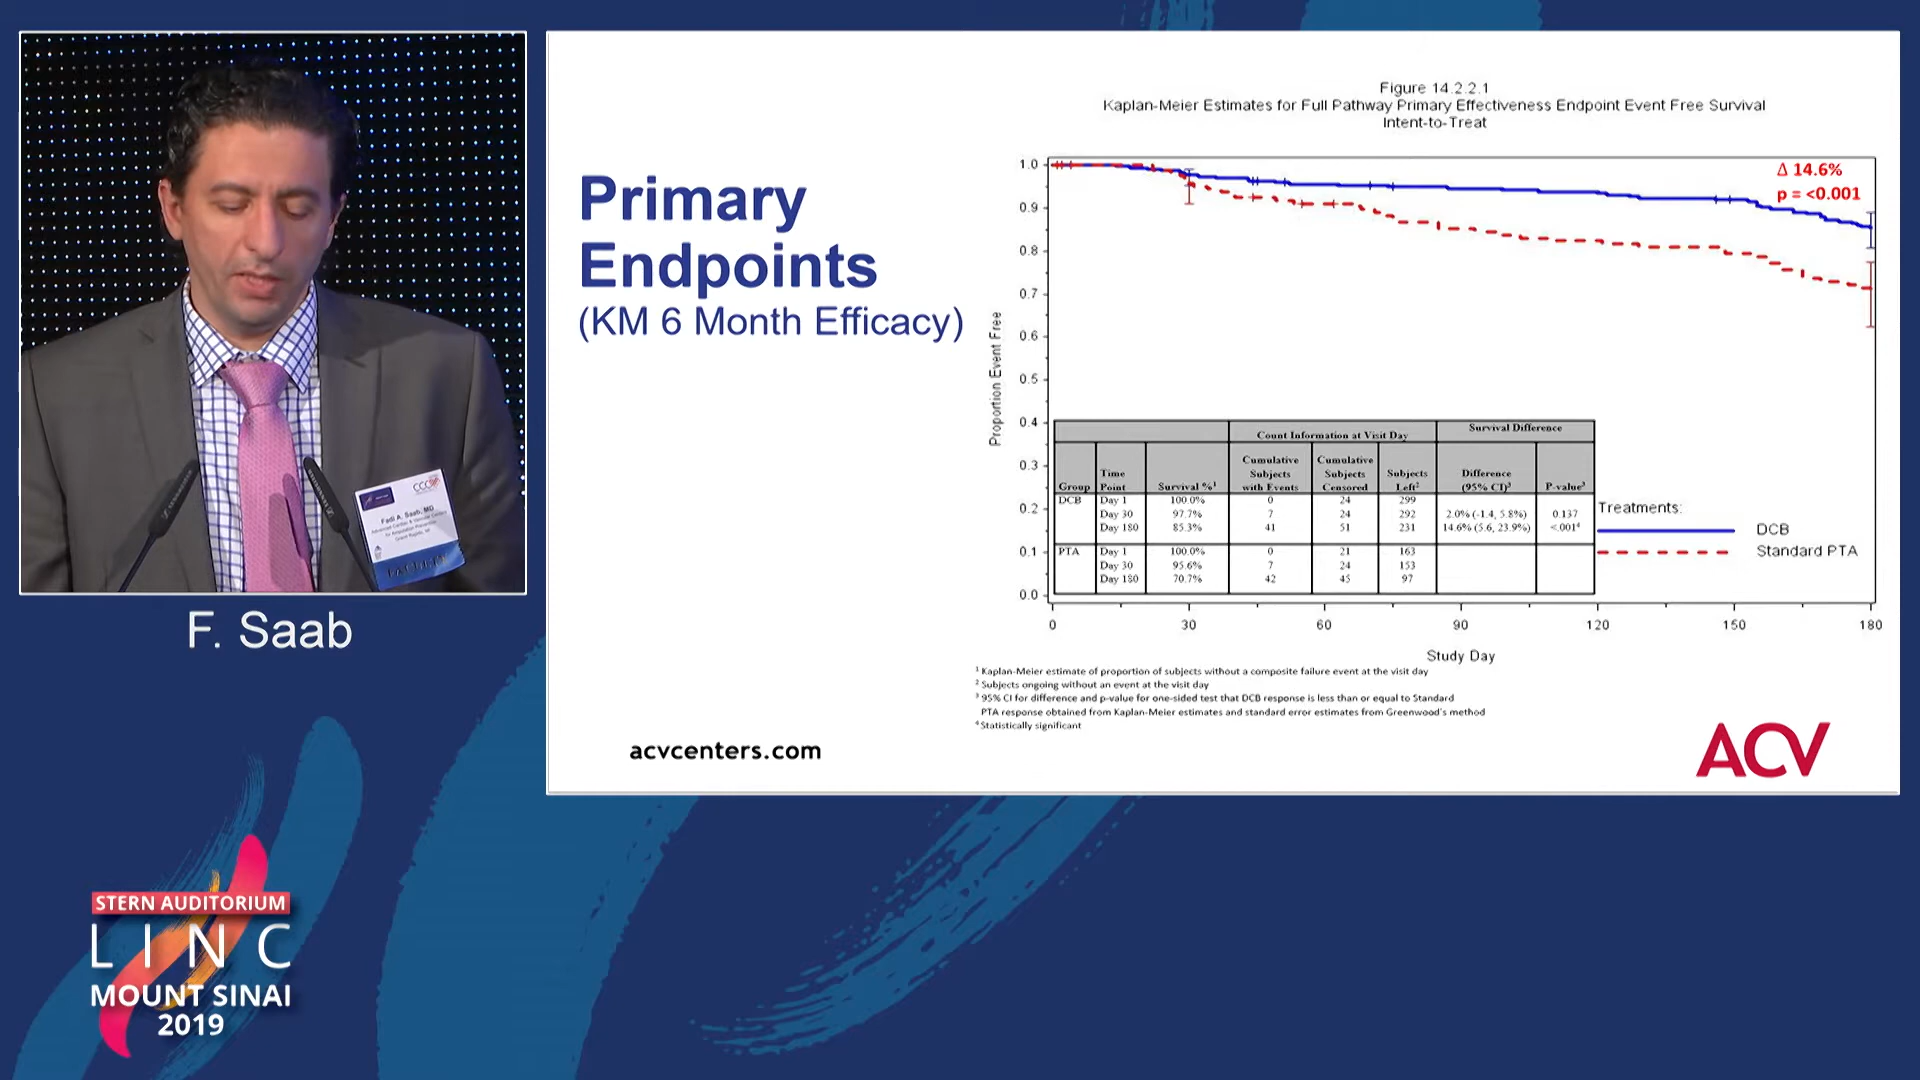 Primary
Endpoints
(KM 6 Month Efficacy)
Figure 14.2.2.1
Kaplan-Meier Estimates for Full Pathway Primary Effectiveness Endpoint Event Free Survival
Intent-to-Treat
Δ 14.6%
p = <0.001
Proportion Event Free
1.0
0.9
0.8
0.7
0.6
0.5
0.4
0.3
0.2
0.1
0.0
Count Information at Visit Day Survival Difference
Group Time Point Survival %¹ Cumulative Subjects with Events Cumulative Subjects Censored Subjects Left² Difference (95% CI)³ P-value³
DCB Day 1 100.0% 0 24 299
Day 30 97.7% 7 24 292 2.0% (-1.4, 5.8%) 0.137
Day 180 85.3% 41 51 231 14.6% (5.6, 23.9%) <.001⁴
PTA Day 1 100.0% 0 21 163
Day 30 95.6% 7 24 153
Day 180 70.7% 42 45 97
Treatments:
DCB
Standard PTA
0 30 60 90 120 150 180
Study Day
¹ Kaplan-Meier estimate of proportion of subjects without a composite failure event at the visit day
² Subjects ongoing without an event at the visit day
³ 95% CI for difference and p-value for one-sided test that DCB response is less than or equal to Standard
PTA response obtained from Kaplan-Meier estimates and standard error estimates from Greenwood's method
⁴ Statistically significant
acvcenters.com
ACV
Fadi A. Saab, MD
F. Saab
STERN AUDITORIUM
LINC
MOUNT SINAI
2019